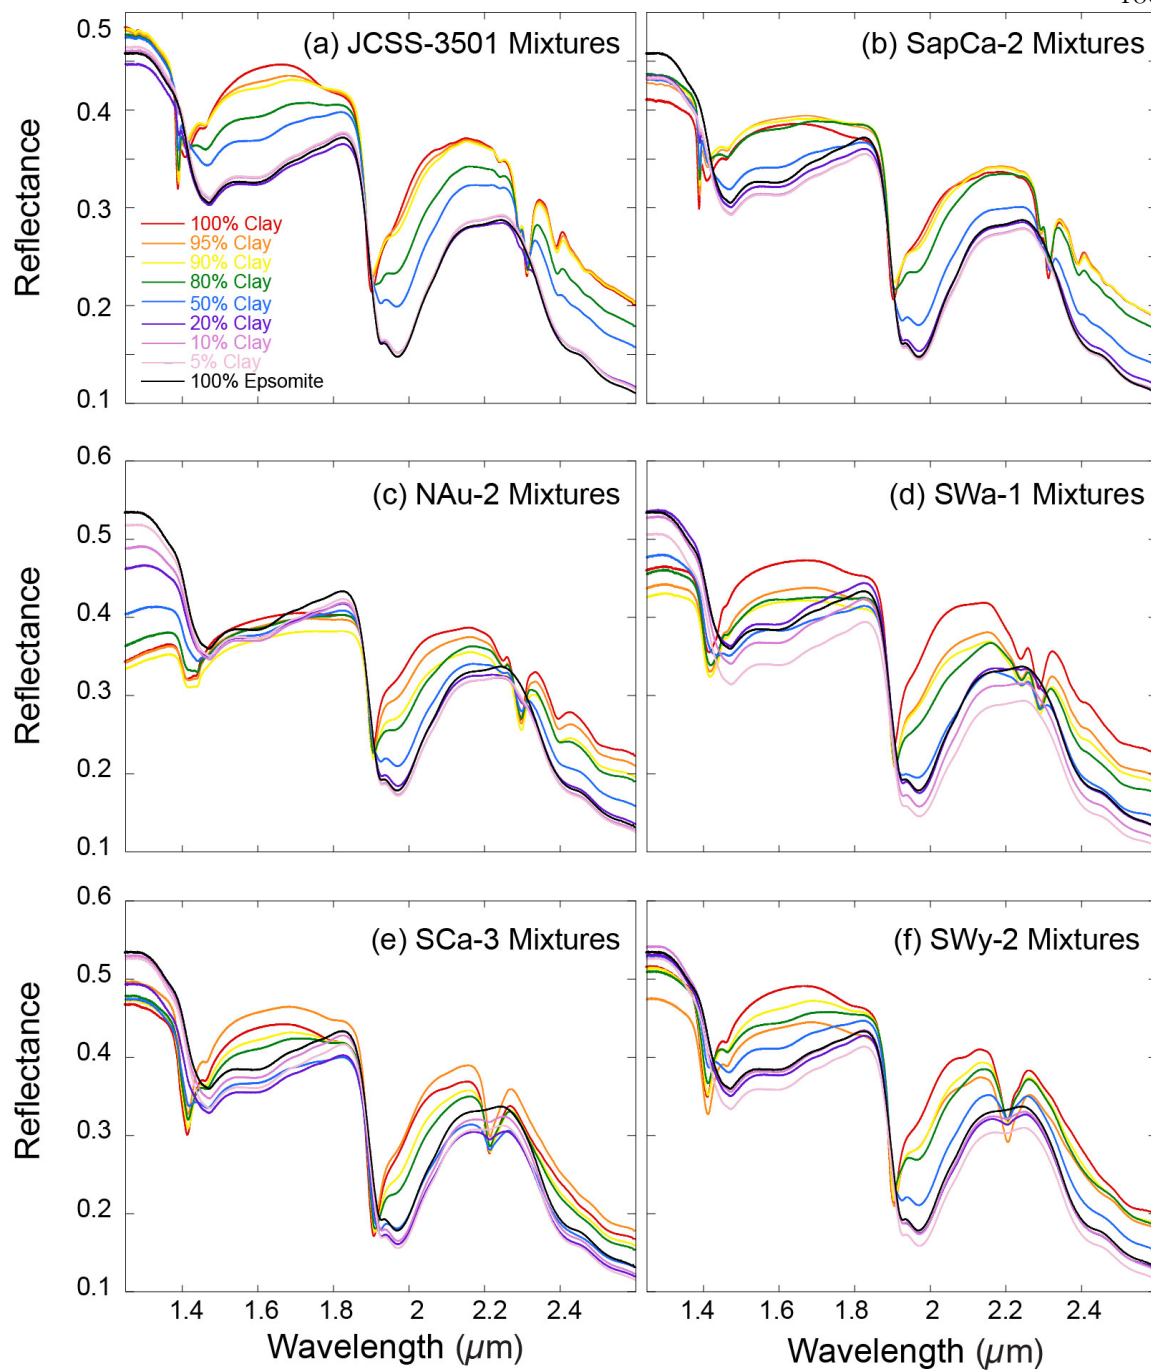 (a) JCSS-3501 Mixtures
(b) SapCa-2 Mixtures
0.5
0.4
0.3
0.2
0.1
Reflectance
100% Clay
95% Clay
90% Clay
80% Clay
50% Clay
20% Clay
10% Clay
5% Clay
100% Epsomite
(c) NAu-2 Mixtures
(d) SWa-1 Mixtures
0.6
0.5
0.4
0.3
0.2
0.1
Reflectance
(e) SCa-3 Mixtures
(f) SWy-2 Mixtures
0.6
0.5
0.4
0.3
0.2
0.1
Reflectance
1.4 1.6 1.8 2 2.2 2.4
1.4 1.6 1.8 2 2.2 2.4
Wavelength (μm)
Wavelength (μm)